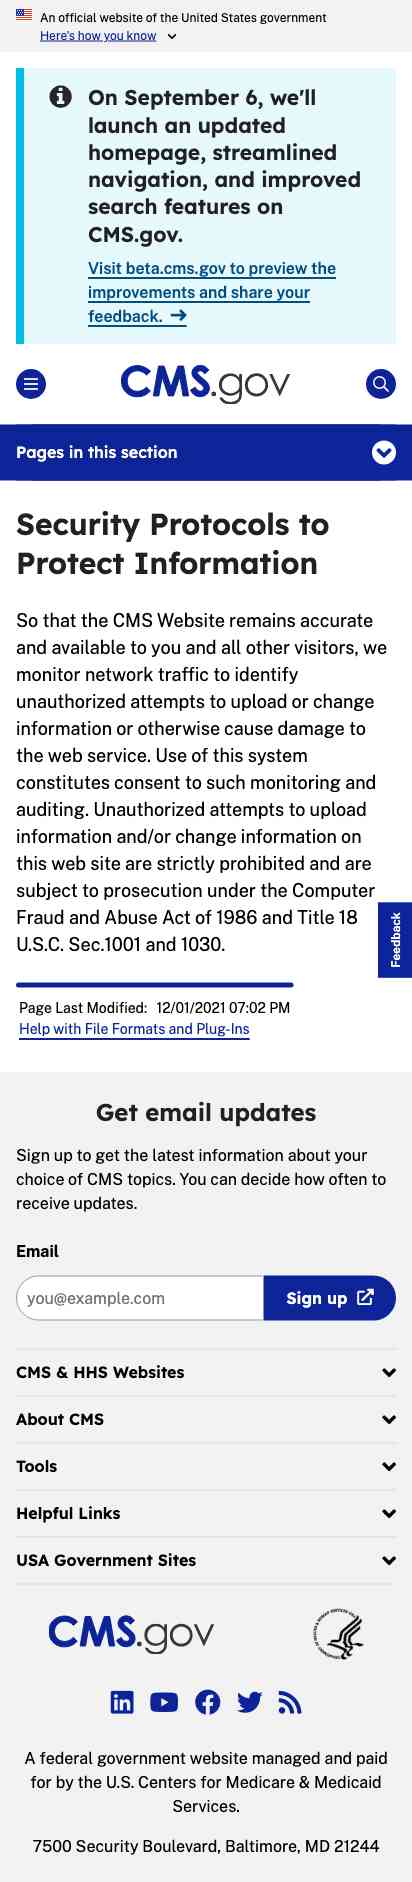 An official website of the United States government
Here's how you know
On September 6, we'll
launch an updated
homepage, streamlined
navigation, and improved
search features on
CMS.gov.
Visit beta.cms.gov to preview the
improvements and share your
feedback.
CMS.gov
Pages in this section
Security Protocols to
Protect Information
So that the CMS Website remains accurate
and available to you and all other visitors, we
monitor network traffic to identify
unauthorized attempts to upload or change
information or otherwise cause damage to
the web service. Use of this system
constitutes consent to such monitoring and
auditing. Unauthorized attempts to upload
information and/or change information on
this web site are strictly prohibited and are
subject to prosecution under the Computer
Fraud and Abuse Act of 1986 and Title 18
U.S.C. Sec.1001 and 1030.
Feedback
Page Last Modified: 12/01/2021 07:02 PM
Help with File Formats and Plug-Ins
Get email updates
Sign up to get the latest information about your
choice of CMS topics. You can decide how often to
receive updates.
Email
you@example.com
Sign up
CMS & HHS Websites
About CMS
Tools
Helpful Links
USA Government Sites
CMS.gov
A federal government website managed and paid
for by the U.S. Centers for Medicare & Medicaid
Services.
7500 Security Boulevard, Baltimore, MD 21244